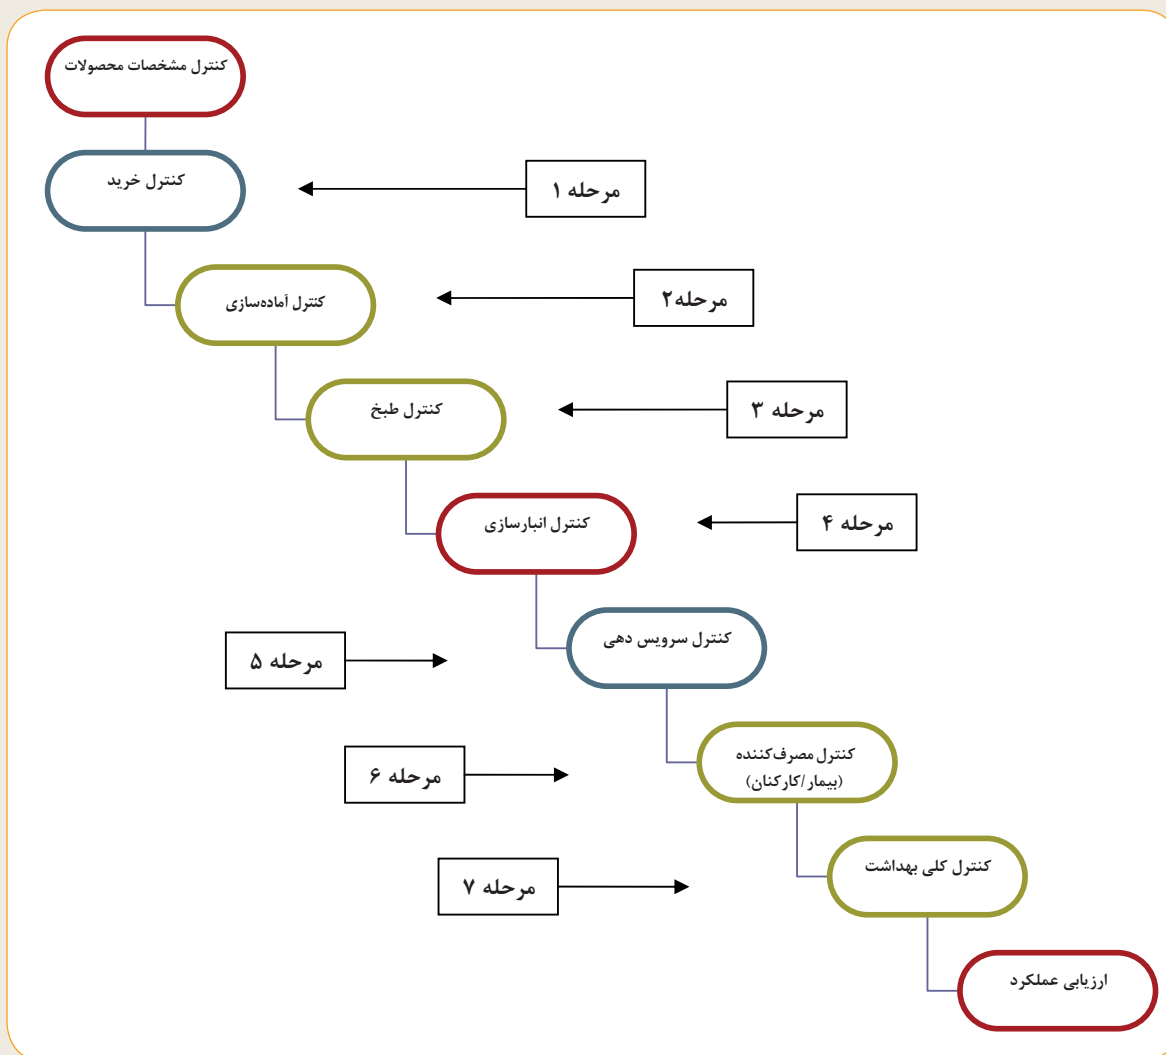 کنترل مشخصات محصولات
کنترل خرید
مرحله ۱
کنترل آماده‌سازی
مرحله۲
کنترل طبخ
مرحله ۳
کنترل انبارسازی
مرحله ۴
کنترل سرویس دهی
مرحله ۵
کنترل مصرف‌کننده
(بیمار/کارکنان)
مرحله ۶
کنترل کلی بهداشت
مرحله ۷
ارزیابی عملکرد